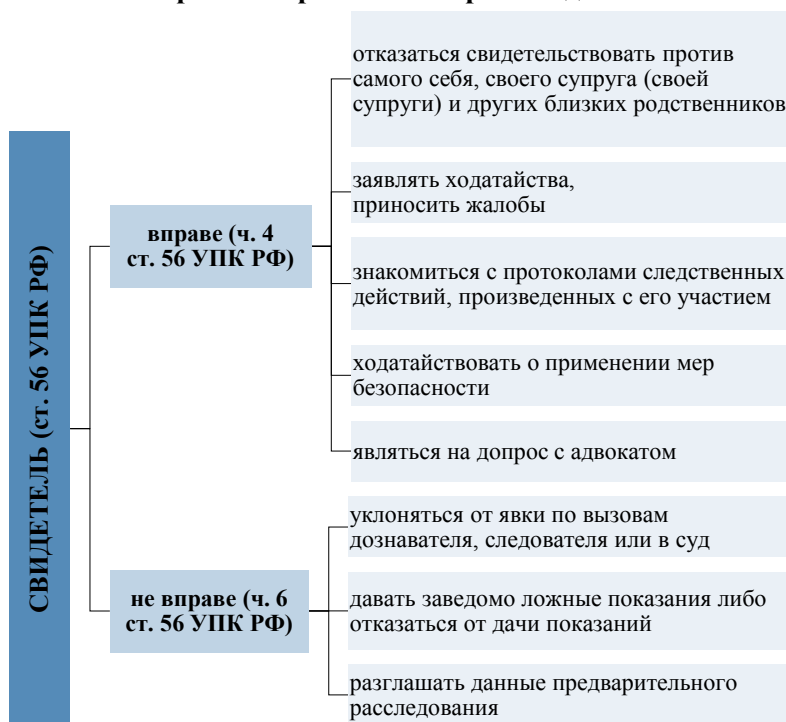 СВИДЕТЕЛЬ (ст. 56 УПК РФ)
вправе (ч. 4
ст. 56 УПК РФ)
отказаться свидетельствовать против
самого себя, своего супруга (своей
супруги) и других близких родственников
заявлять ходатайства,
приносить жалобы
знакомиться с протоколами следственных
действий, произведенных с его участием
ходатайствовать о применении мер
безопасности
являться на допрос с адвокатом
не вправе (ч. 6
ст. 56 УПК РФ)
уклоняться от явки по вызовам
дознавателя, следователя или в суд
давать заведомо ложные показания либо
отказаться от дачи показаний
разглашать данные предварительного
расследования